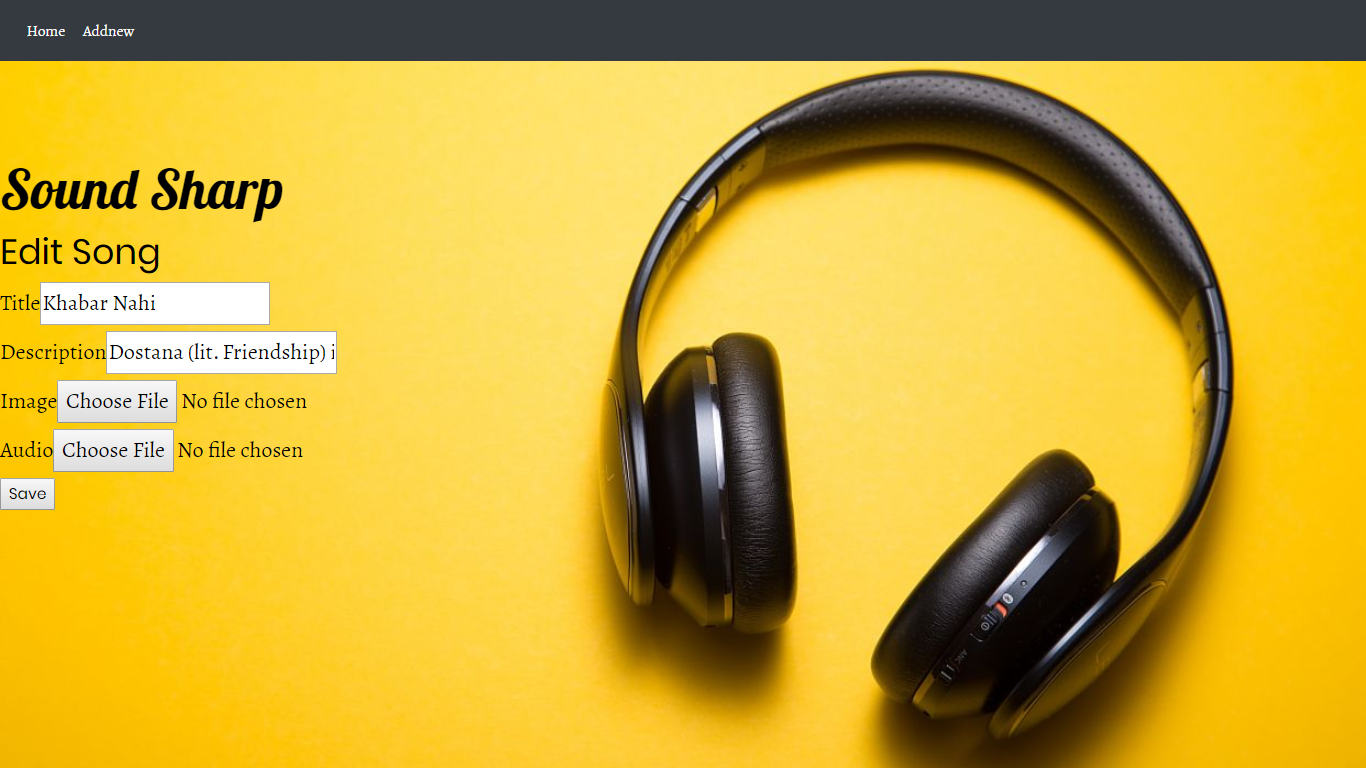 Home Addnew
Sound Sharp
Edit Song
Title Khabar Nahi
Description Dostana (lit. Friendship) i
Image Choose File No file chosen
Audio Choose File No file chosen
Save
ANC